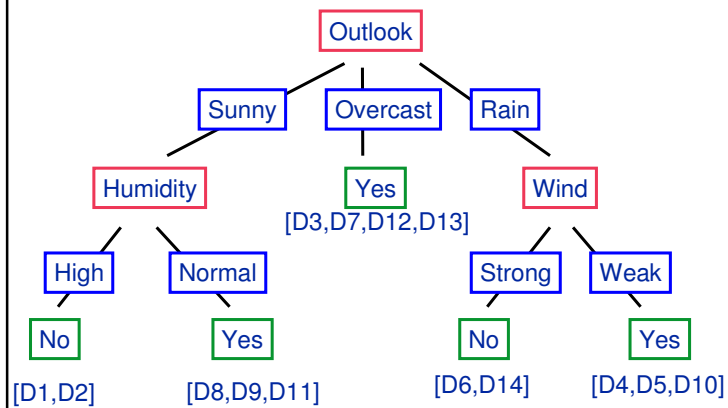 Outlook
Sunny Overcast Rain
Humidity Yes Wind
[D3,D7,D12,D13]
High Normal Strong Weak
No Yes No Yes
[D1,D2] [D8,D9,D11] [D6,D14] [D4,D5,D10]